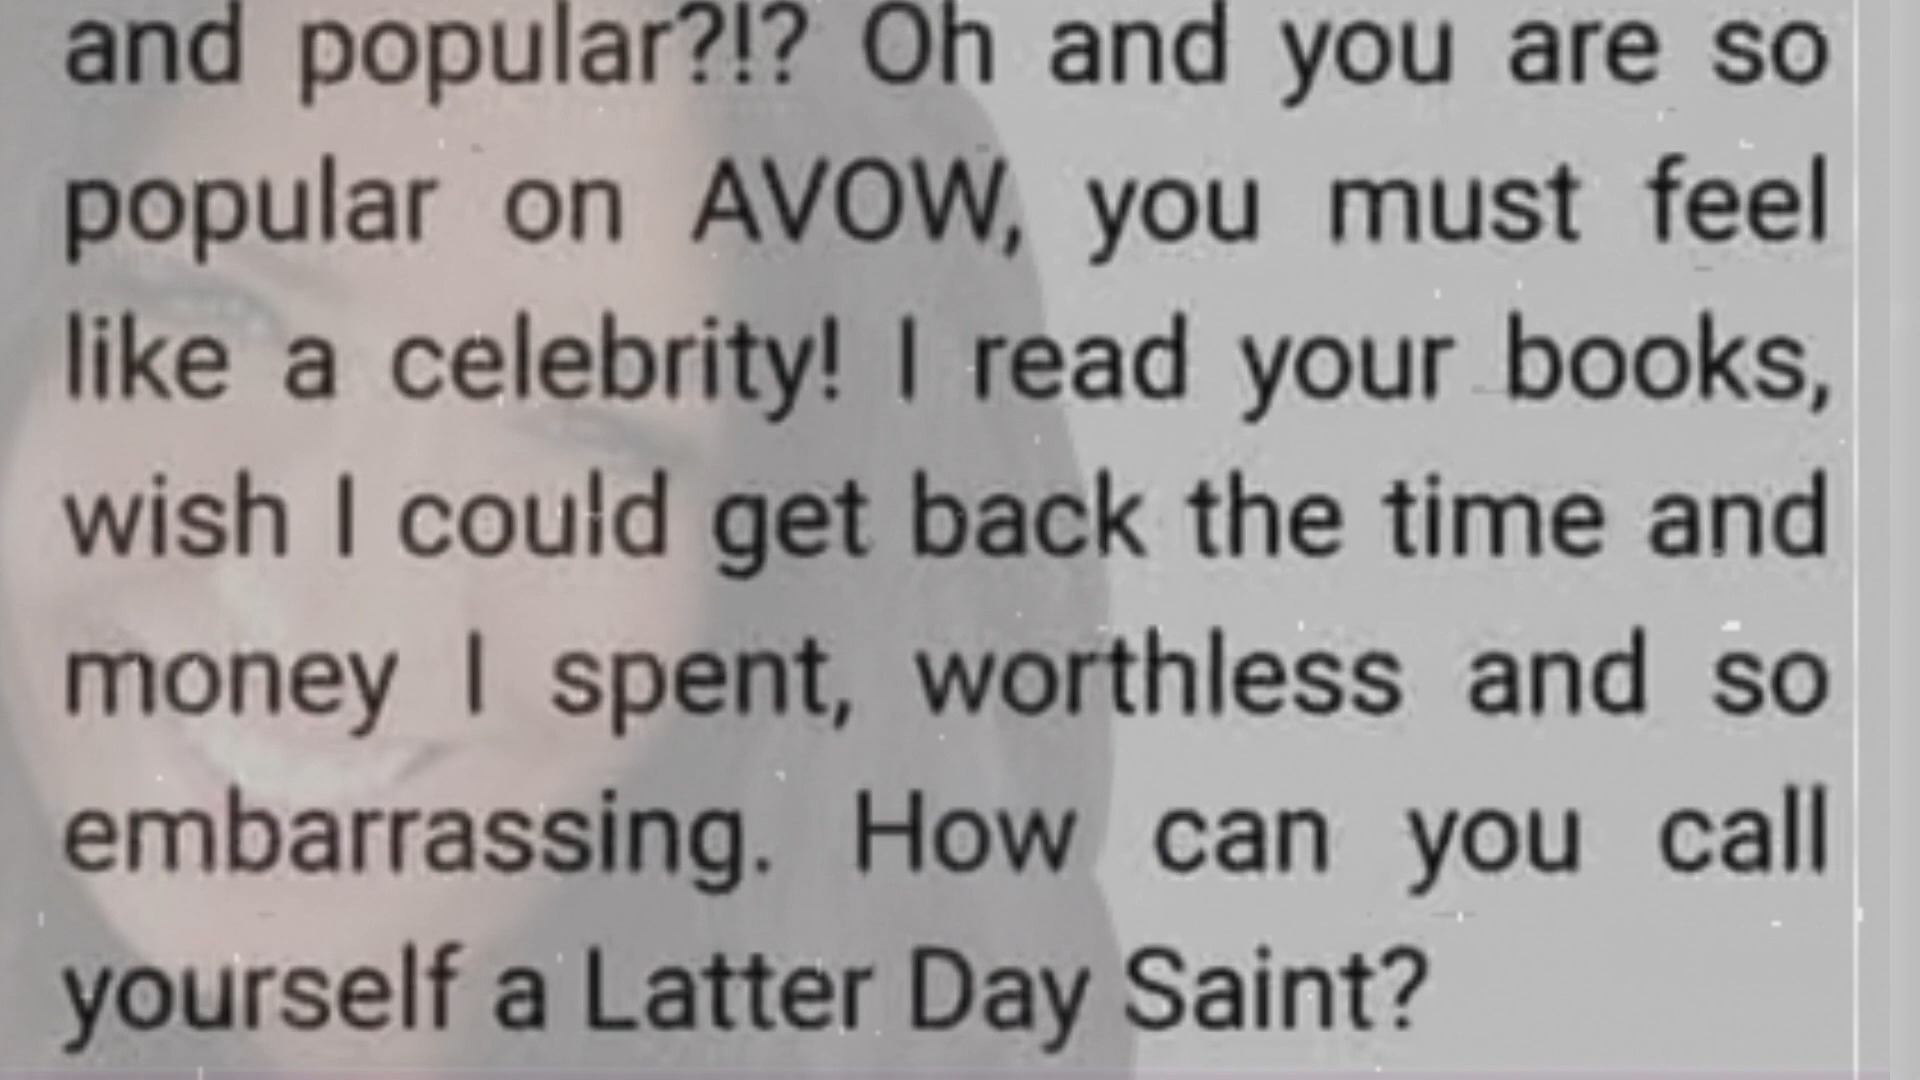 and popular?!? Oh and you are so
popular on AVOW, you must feel
like a celebrity! I read your books,
wish I could get back the time and
money I spent, worthless and so
embarrassing. How can you call
yourself a Latter Day Saint?